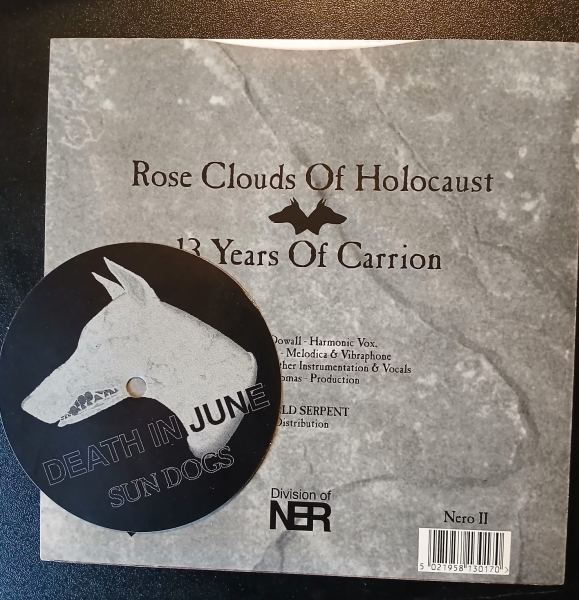 Rose Clouds Of Holocaust
13 Years Of Carrion
Dowall - Harmonic Vox.
- Melodica & Vibraphone
ther Instrumentation & Vocals
omas - Production
LD SERPENT
Distribution
DEATH IN JUNE
SUN DOGS
Division of
NER
Nero II
5 021958 130170 >